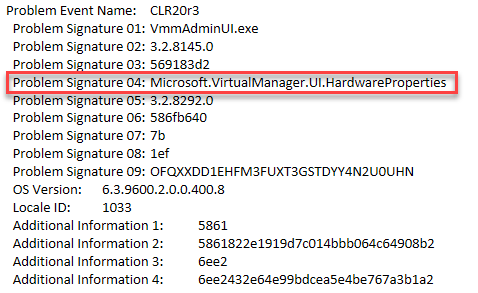 Problem Event Name: CLR20r3
Problem Signature 01: VmmAdminUI.exe
Problem Signature 02: 3.2.8145.0
Problem Signature 03: 569183d2
Problem Signature 04: Microsoft.VirtualManager.UI.HardwareProperties
Problem Signature 05: 3.2.8292.0
Problem Signature 06: 586fb640
Problem Signature 07: 7b
Problem Signature 08: 1ef
Problem Signature 09: OFQXXDD1EHFM3FUXT3GSTDYY4N2U0UHN
OS Version: 6.3.9600.2.0.0.400.8
Locale ID: 1033
Additional Information 1: 5861
Additional Information 2: 5861822e1919d7c014bbb064c64908b2
Additional Information 3: 6ee2
Additional Information 4: 6ee2432e64e99bdcea5e4be767a3b1a2